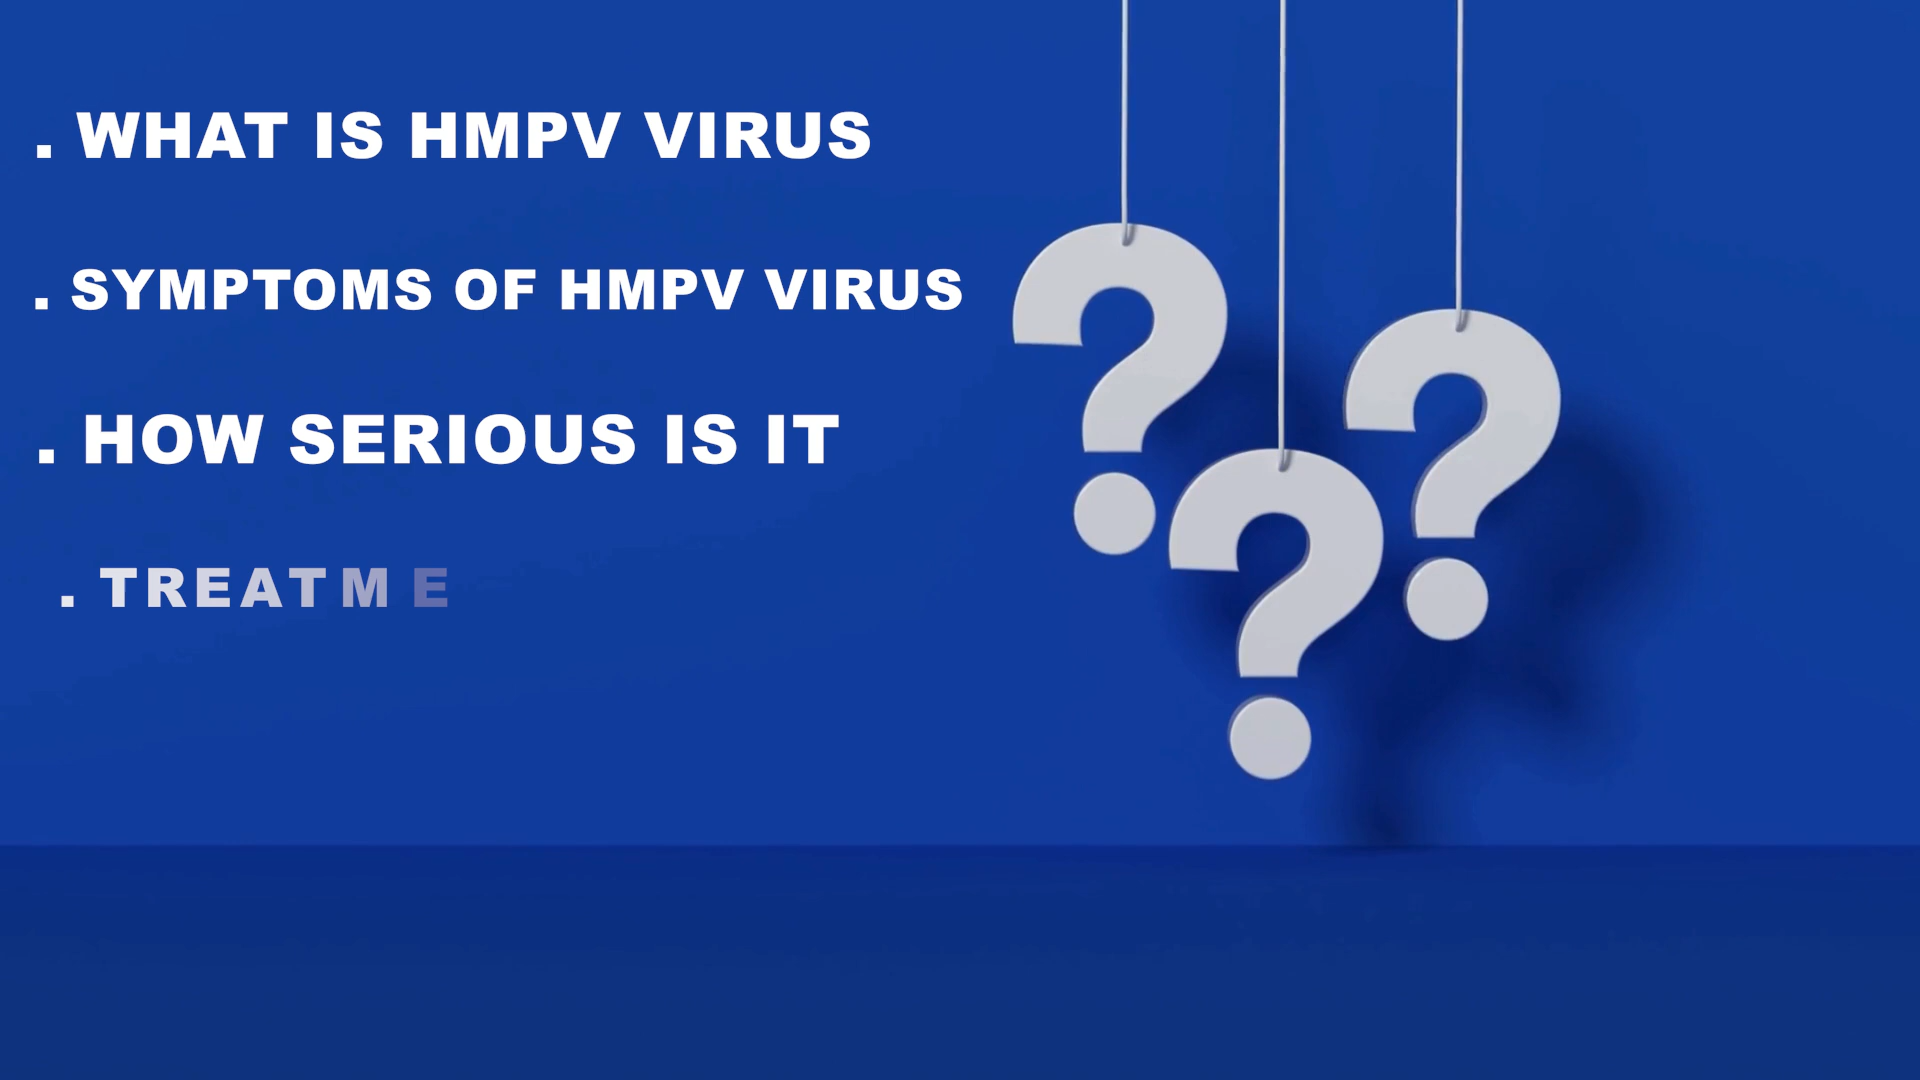 . WHAT IS HMPV VIRUS
. SYMPTOMS OF HMPV VIRUS
. HOW SERIOUS IS IT
. TREATME